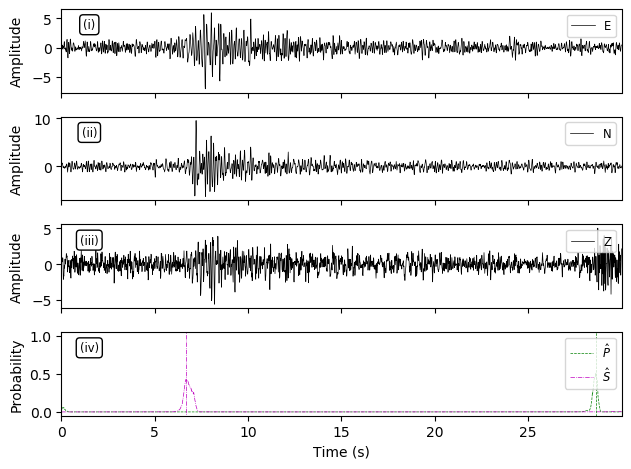 (i)
E
Amplitude
5
0
−5
(ii)
N
Amplitude
10
0
(iii)
Z
Amplitude
5
0
−5
(iv)
P̂
Ŝ
Probability
1.0
0.5
0.0
0 5 10 15 20 25
Time (s)